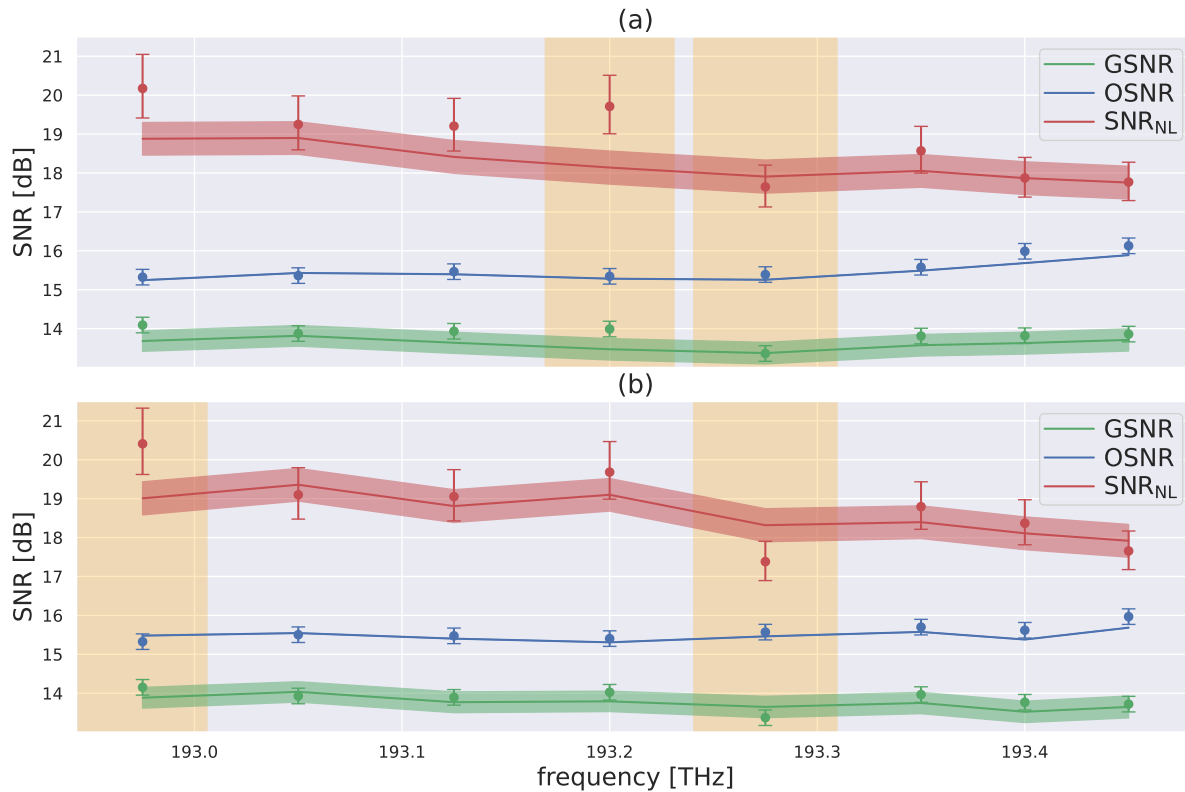 (a)
SNR [dB]
21
20
19
18
17
16
15
14
GSNR
OSNR
SNR_NL
(b)
SNR [dB]
21
20
19
18
17
16
15
14
GSNR
OSNR
SNR_NL
193.0 193.1 193.2 193.3 193.4
frequency [THz]